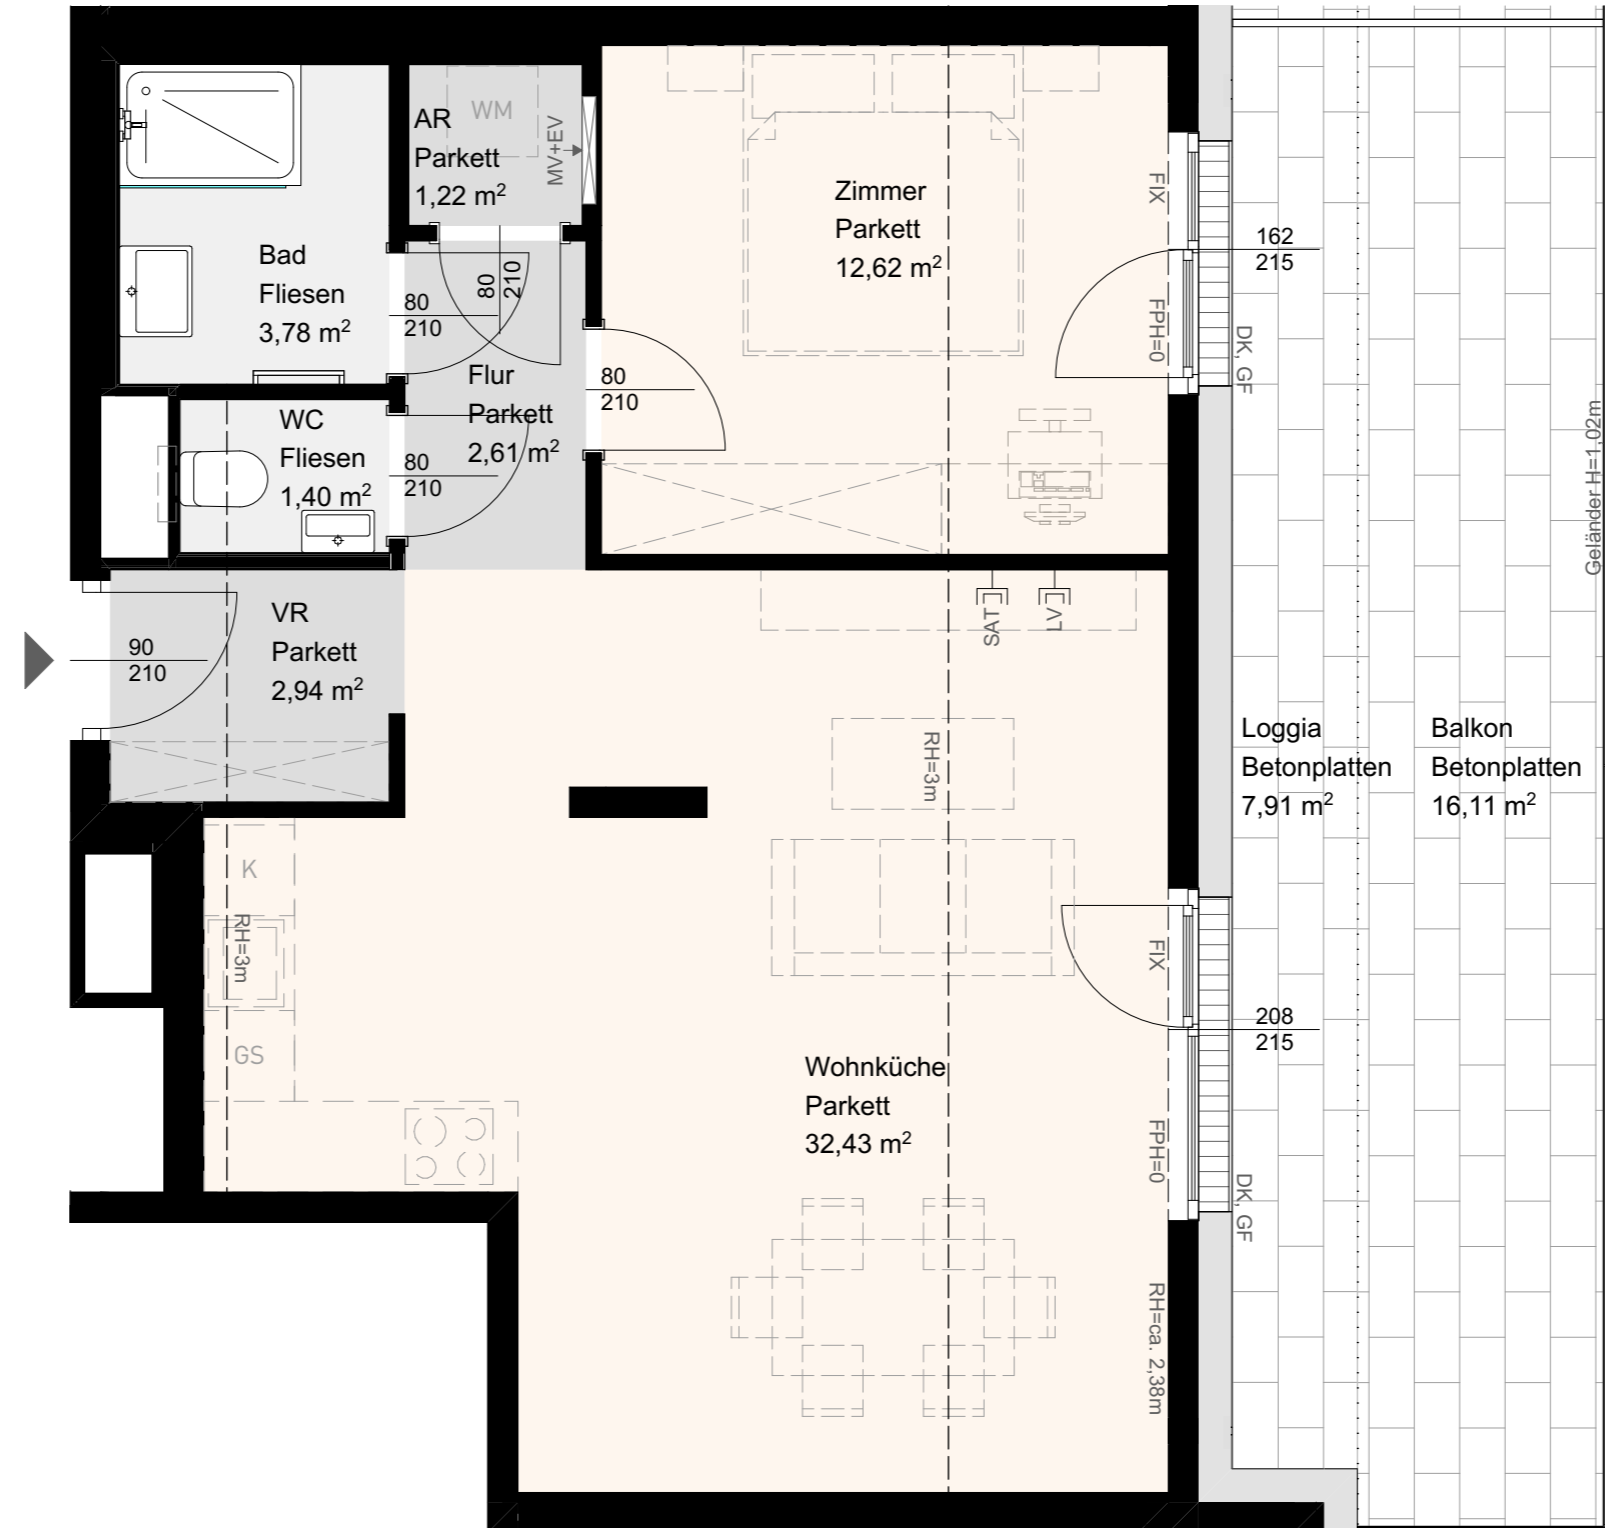 AR
Parkett
1,22 m²
WM
MV+EV
Zimmer
Parkett
12,62 m²
FIX
162
215
FPH=0
DK, GF
Bad
Fliesen
3,78 m²
80
210
80
210
Flur
Parkett
2,61 m²
80
210
WC
Fliesen
1,40 m²
80
210
Geländer H=1,02m
VR
Parkett
2,94 m²
90
210
SAT
LV
RH=3m
Loggia
Betonplatten
7,91 m²
Balkon
Betonplatten
16,11 m²
K
RH=3m
GS
FIX
208
215
Wohnküche
Parkett
32,43 m²
FPH=0
DK, GF
RH=ca. 2,38m